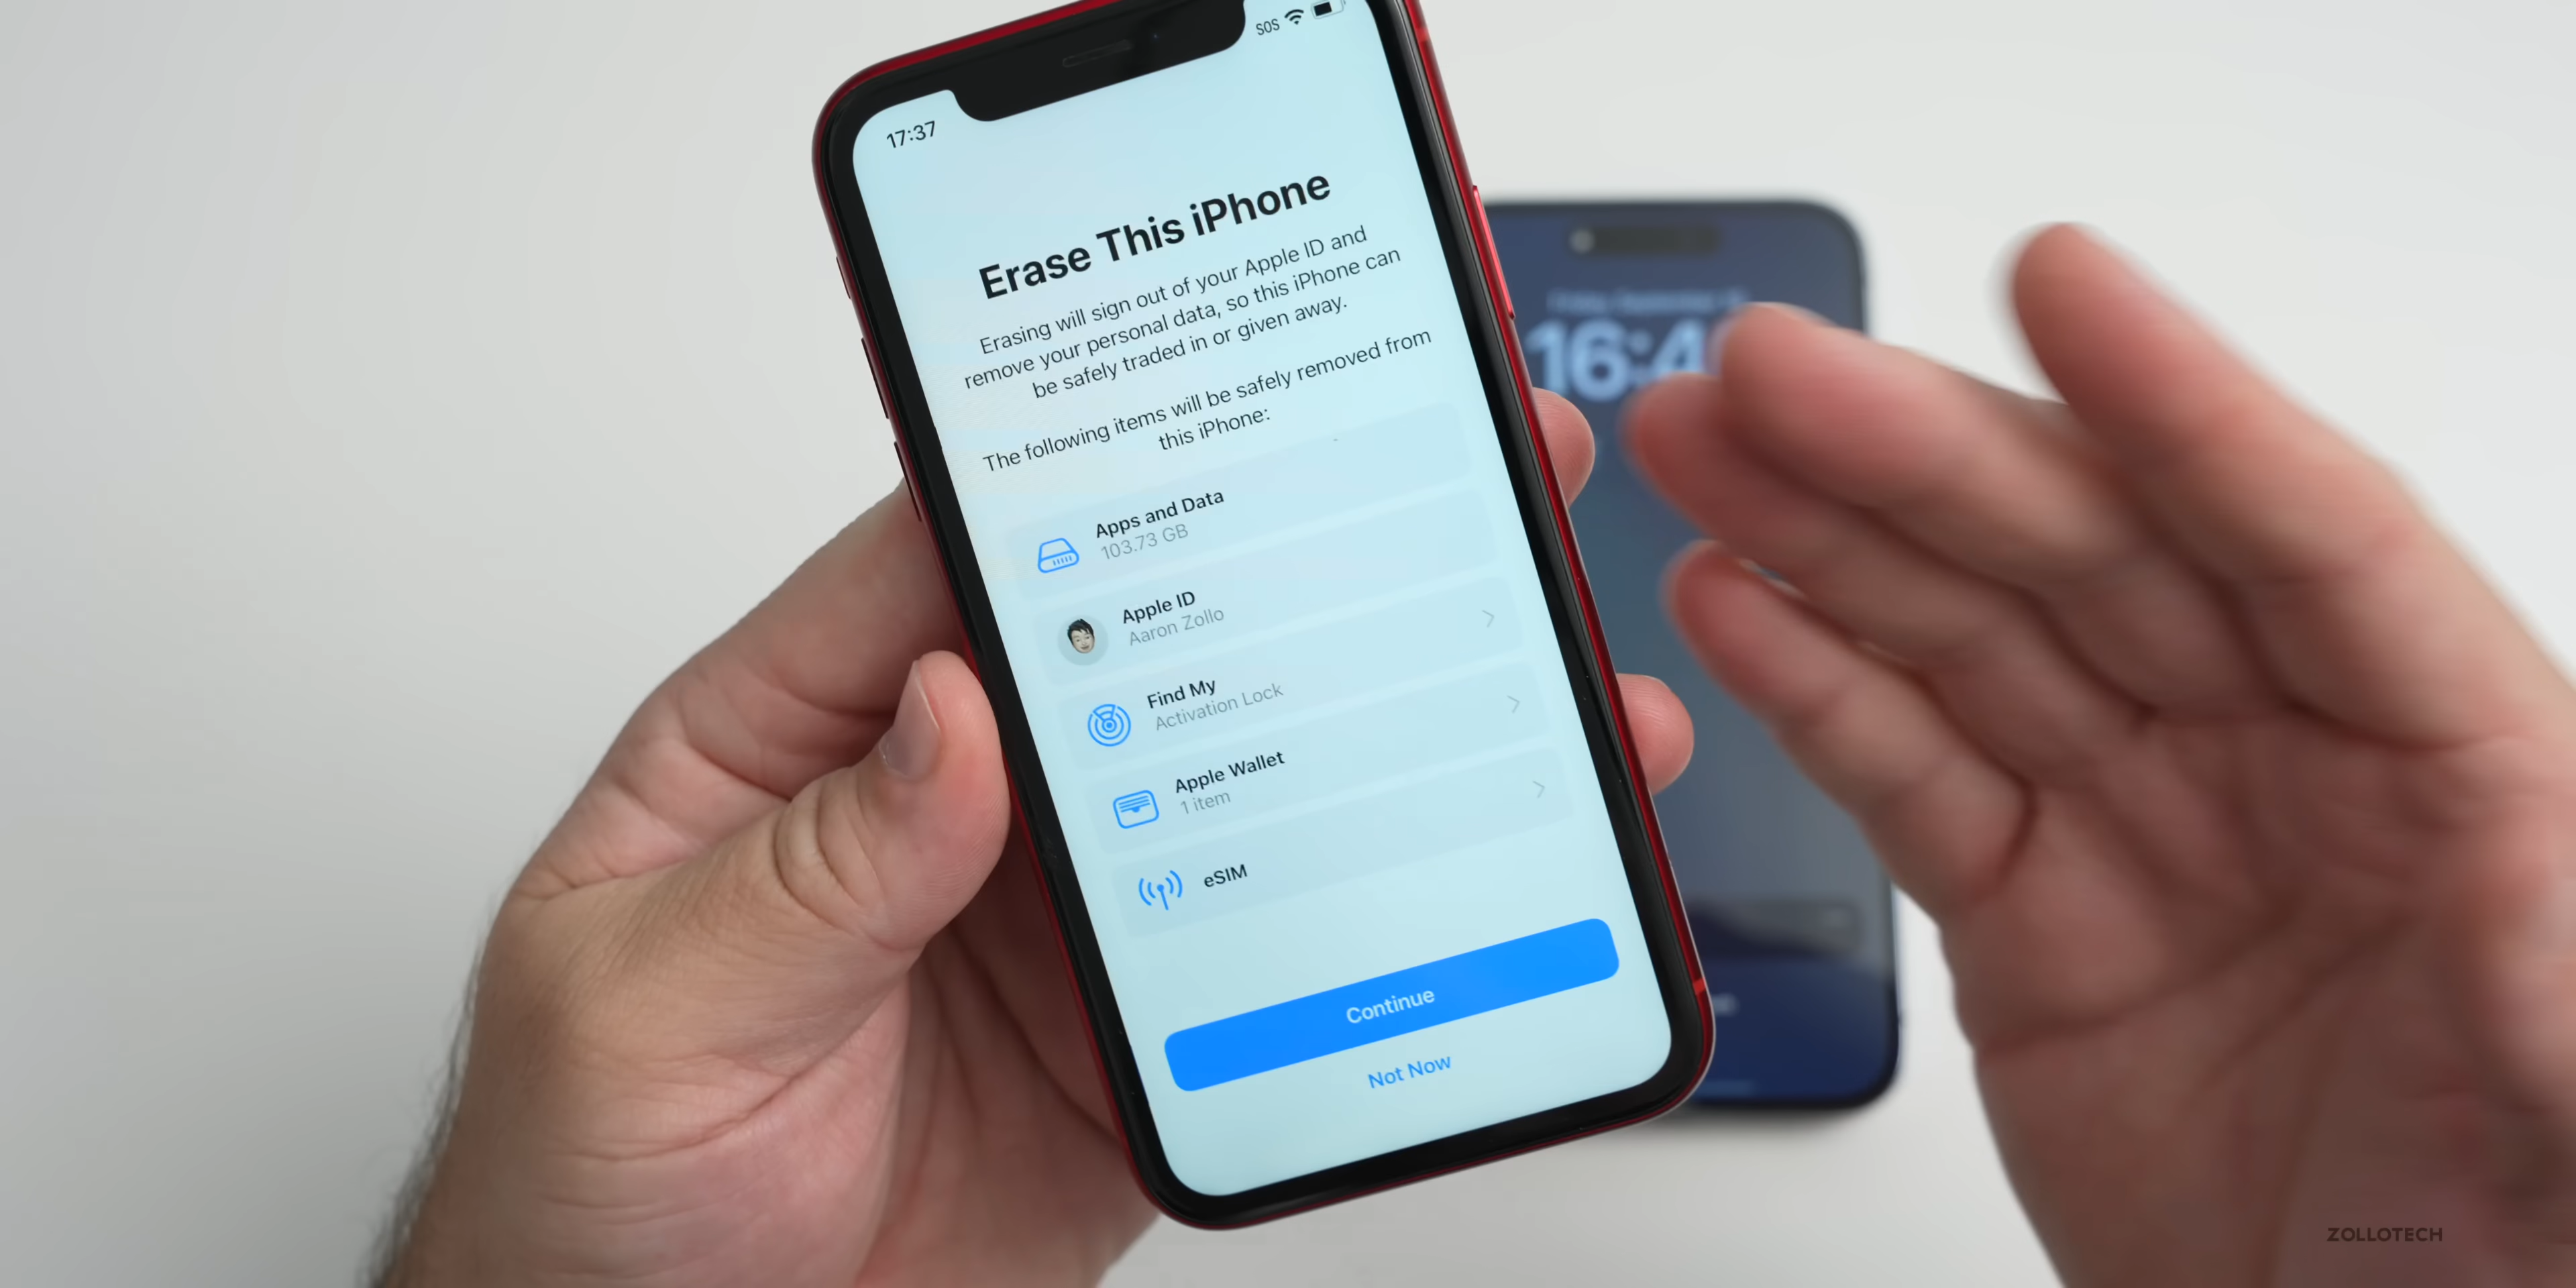 SOS
17:37
Erase This iPhone
Erasing will sign out of your Apple ID and
remove your personal data, so this iPhone can
be safely traded in or given away.
The following items will be safely removed from
this iPhone:
Apps and Data
103.73 GB
Apple ID
Aaron Zollo
Find My
Activation Lock
Apple Wallet
1 item
eSIM
Continue
Not Now
16:4
ZOLLOTECH